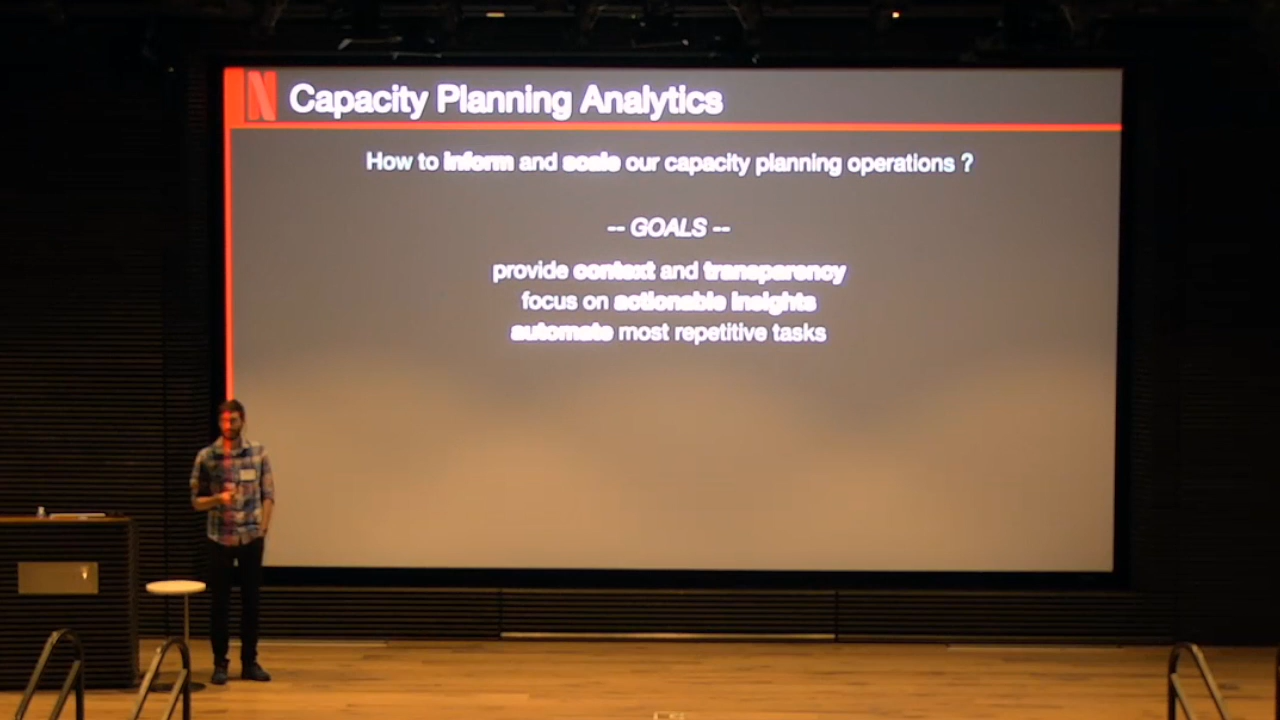 N Capacity Planning Analytics
How to inform and scale our capacity planning operations ?
-- GOALS --
provide context and transparency
focus on actionable insights
automate most repetitive tasks